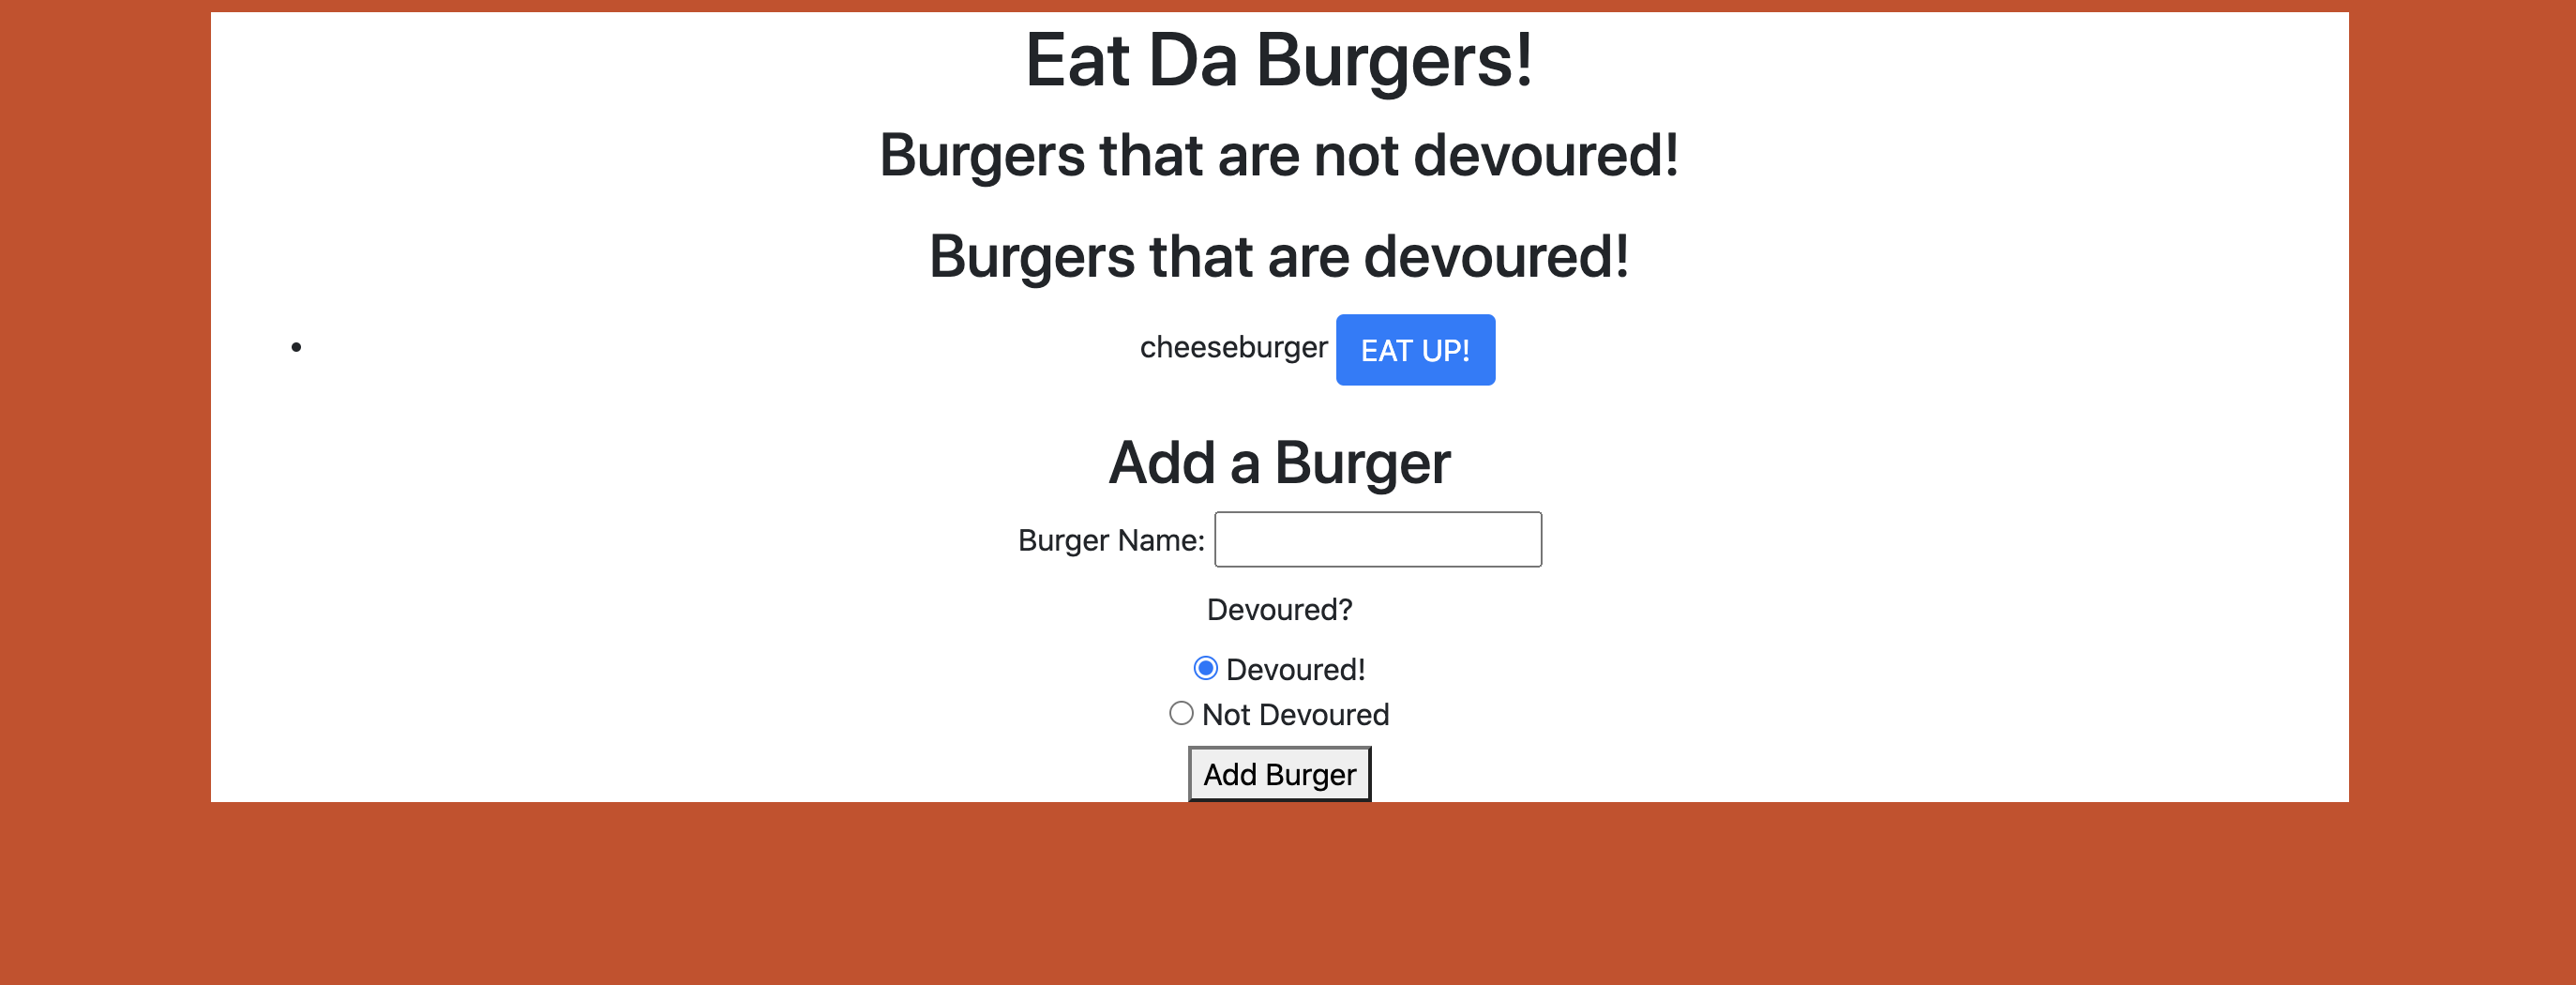 Eat Da Burgers!
Burgers that are not devoured!
Burgers that are devoured!
cheeseburger EAT UP!
Add a Burger
Burger Name:
Devoured?
Devoured!
Not Devoured
Add Burger